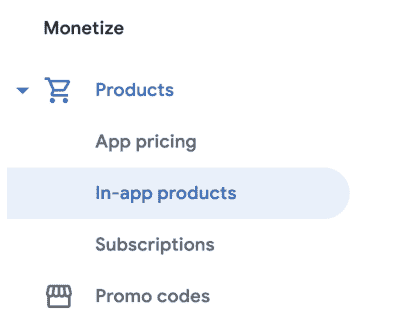 Monetize
Products
App pricing
In-app products
Subscriptions
Promo codes